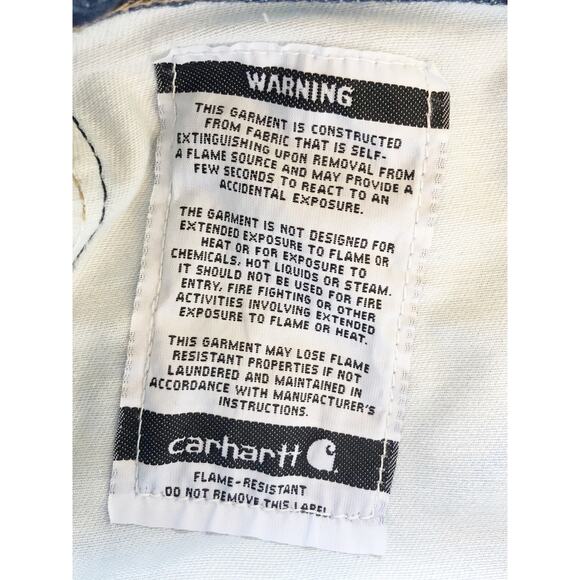 WARNING
THIS GARMENT IS CONSTRUCTED
FROM FABRIC THAT IS SELF-
EXTINGUISHING UPON REMOVAL FROM
A FLAME SOURCE AND MAY PROVIDE A
FEW SECONDS TO REACT TO AN
ACCIDENTAL EXPOSURE.
THE GARMENT IS NOT DESIGNED FOR
EXTENDED EXPOSURE TO FLAME OR
HEAT OR FOR EXPOSURE TO
CHEMICALS, HOT LIQUIDS OR STEAM.
IT SHOULD NOT BE USED FOR FIRE
ENTRY, FIRE FIGHTING OR OTHER
ACTIVITIES INVOLVING EXTENDED
EXPOSURE TO FLAME OR HEAT.
THIS GARMENT MAY LOSE FLAME
RESISTANT PROPERTIES IF NOT
LAUNDERED AND MAINTAINED IN
ACCORDANCE WITH MANUFACTURER'S
INSTRUCTIONS.
carhartt
FLAME-RESISTANT
DO NOT REMOVE THIS LABEL